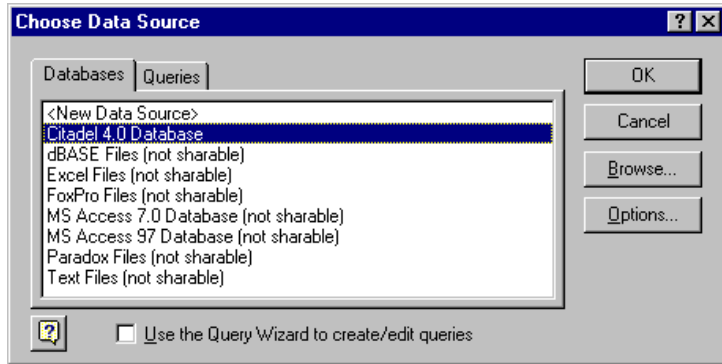 Choose Data Source
Databases
Queries
<New Data Source>
Citadel 4.0 Database
dBASE Files (not sharable)
Excel Files (not sharable)
FoxPro Files (not sharable)
MS Access 7.0 Database (not sharable)
MS Access 97 Database (not sharable)
Paradox Files (not sharable)
Text Files (not sharable)
OK
Cancel
Browse...
Options...
Use the Query Wizard to create/edit queries